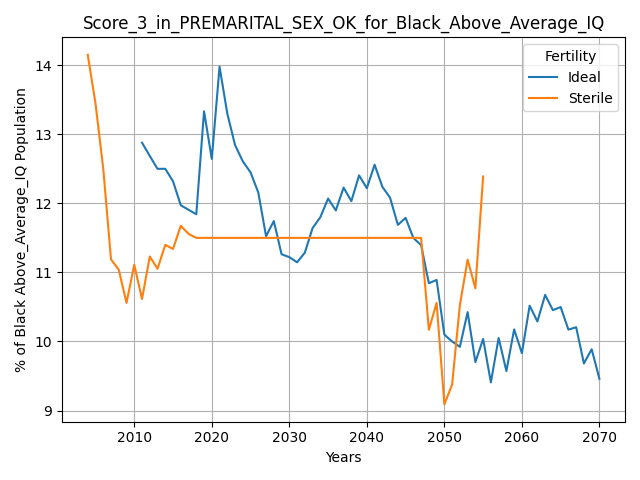 Score_3_in_PREMARITAL_SEX_OK_for_Black_Above_Average_IQ
% of Black Above_Average_IQ Population
14
13
12
11
10
9
Fertility
Ideal
Sterile
2010 2020 2030 2040 2050 2060 2070
Years